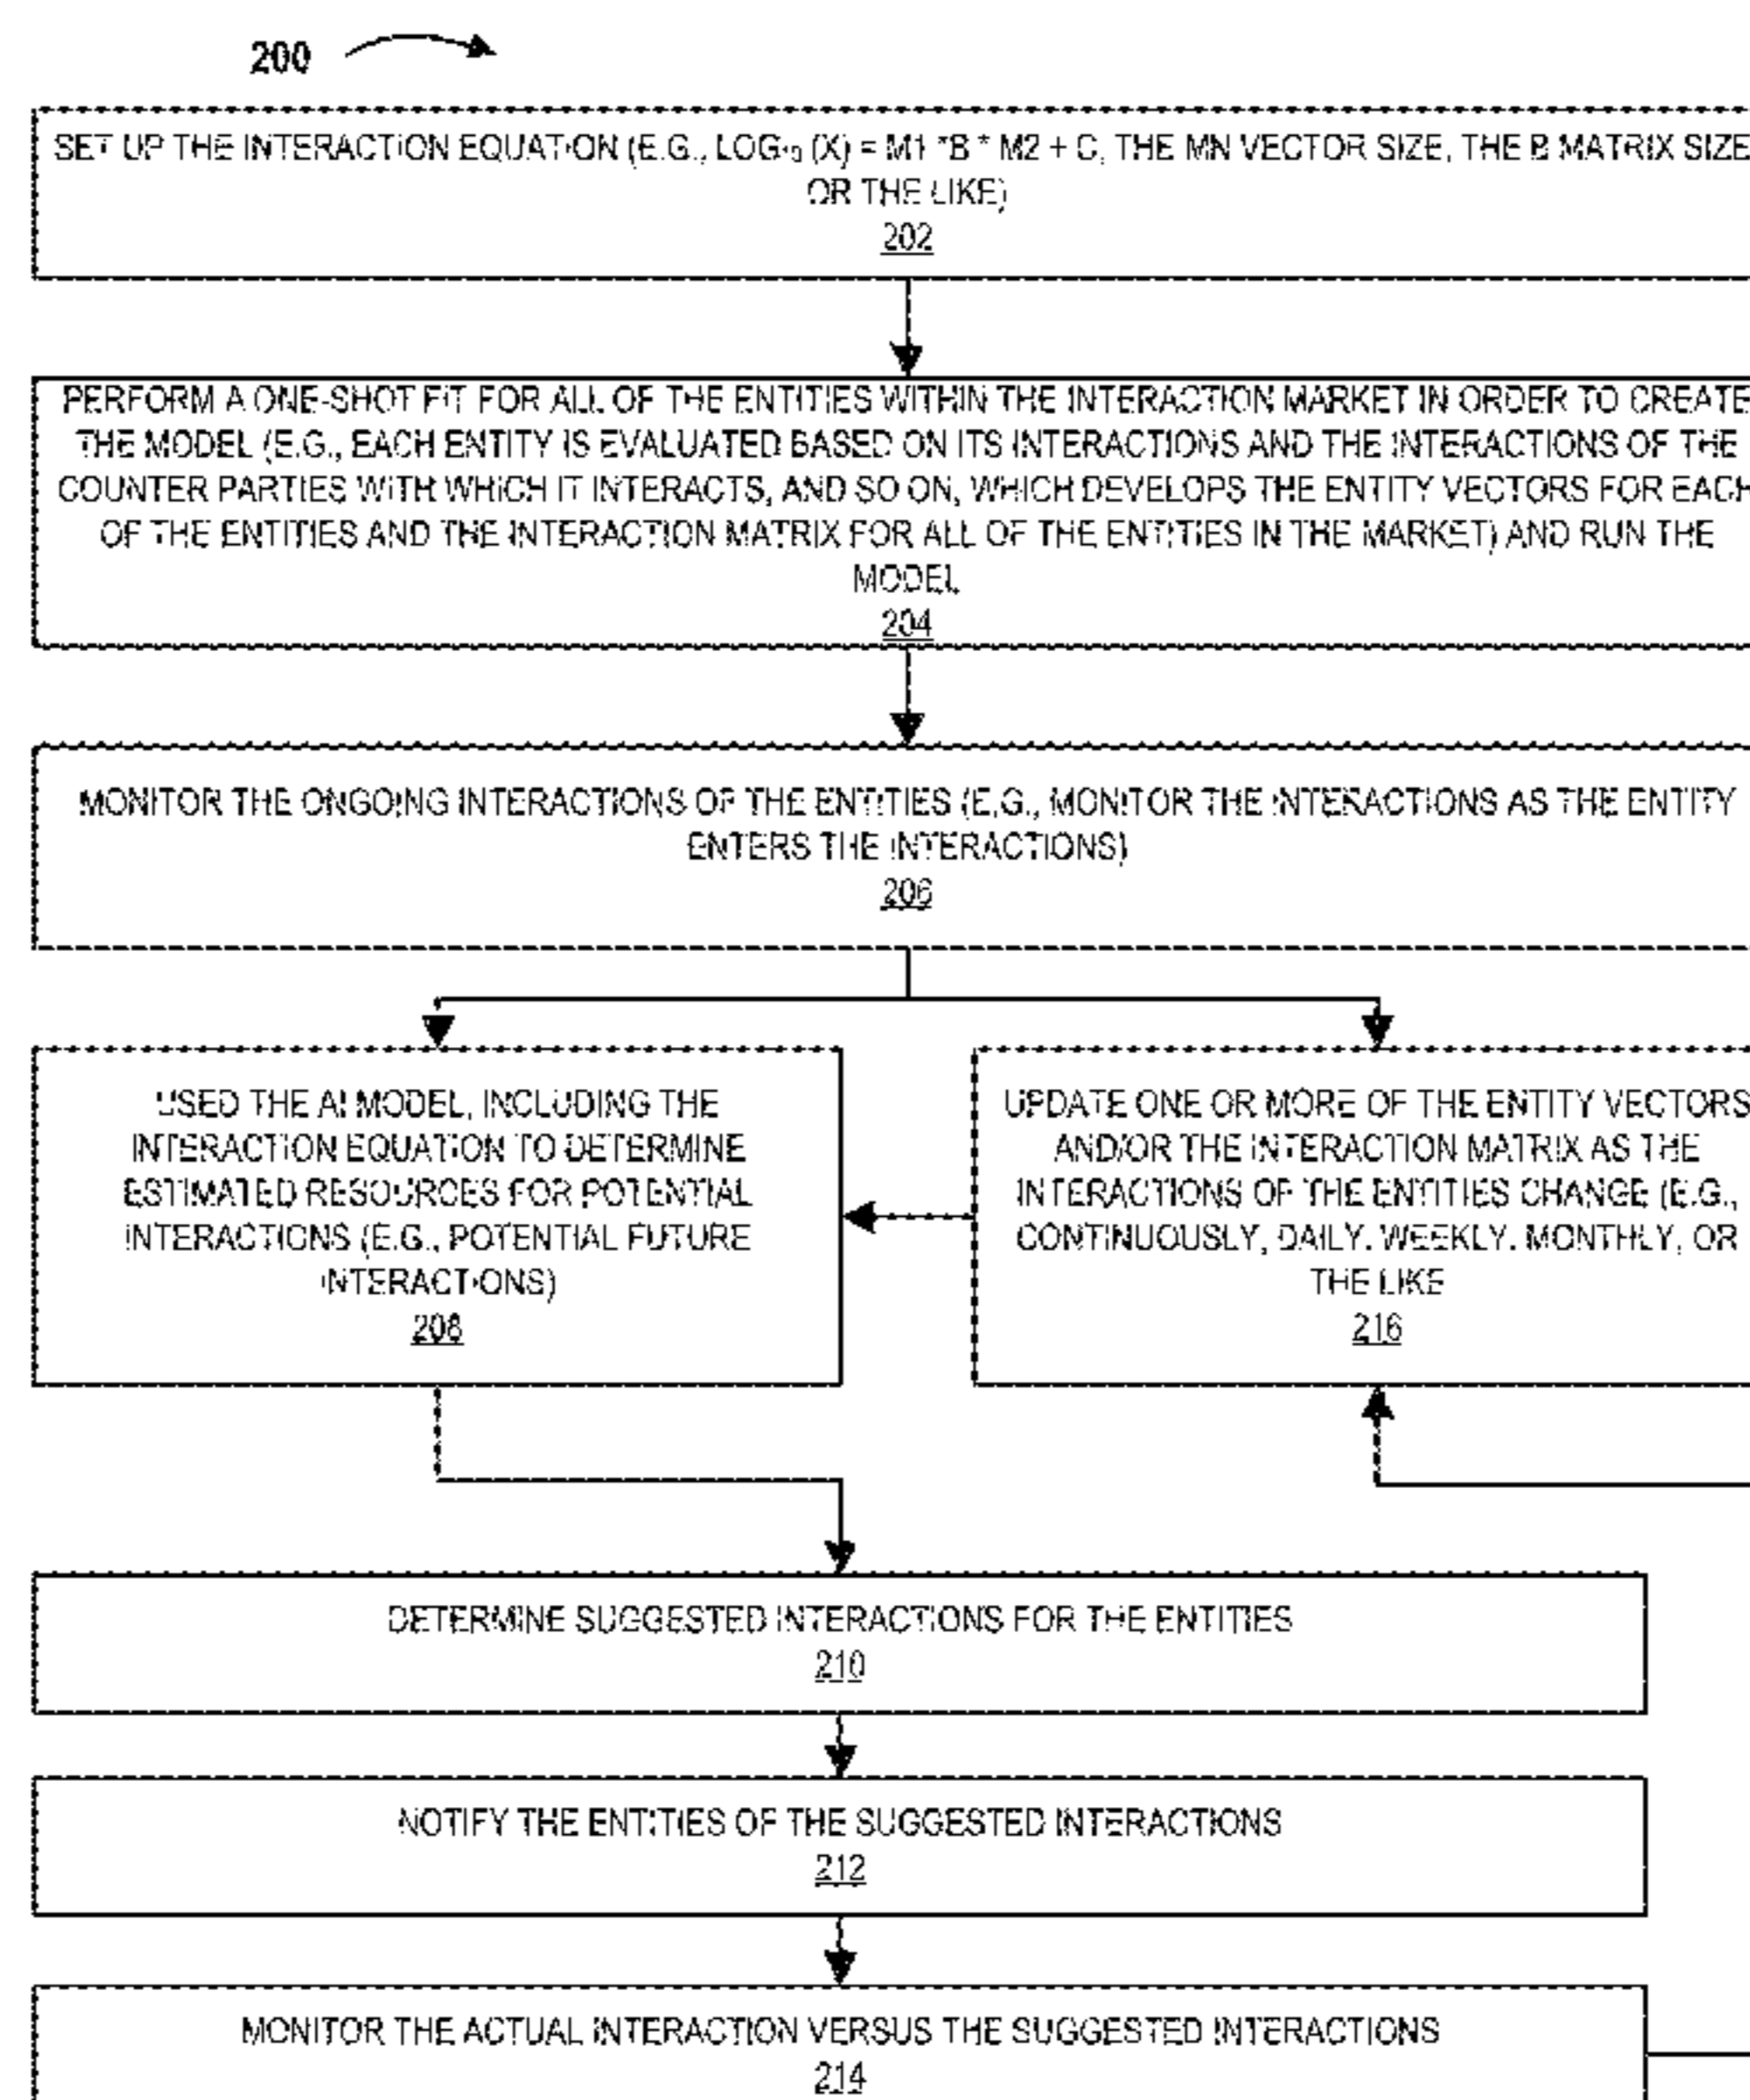 200
SET UP THE INTERACTION EQUATION (E.G., LOG₁₀ (X) = M1 *B * M2 + C, THE MN VECTOR SIZE, THE B MATRIX SIZE
OR THE LIKE)
202
PERFORM A ONE-SHOT FIT FOR ALL OF THE ENTITIES WITHIN THE INTERACTION MARKET IN ORDER TO CREATE
THE MODEL (E.G., EACH ENTITY IS EVALUATED BASED ON ITS INTERACTIONS AND THE INTERACTIONS OF THE
COUNTER PARTIES WITH WHICH IT INTERACTS, AND SO ON, WHICH DEVELOPS THE ENTITY VECTORS FOR EACH
OF THE ENTITIES AND THE INTERACTION MATRIX FOR ALL OF THE ENTITIES IN THE MARKET) AND RUN THE
MODEL
204
MONITOR THE ONGOING INTERACTIONS OF THE ENTITIES (E.G., MONITOR THE INTERACTIONS AS THE ENTITY
ENTERS THE INTERACTIONS)
206
USED THE AI MODEL, INCLUDING THE
INTERACTION EQUATION TO DETERMINE
ESTIMATED RESOURCES FOR POTENTIAL
INTERACTIONS (E.G., POTENTIAL FUTURE
INTERACTIONS)
208
UPDATE ONE OR MORE OF THE ENTITY VECTORS
AND/OR THE INTERACTION MATRIX AS THE
INTERACTIONS OF THE ENTITIES CHANGE (E.G.,
CONTINUOUSLY, DAILY, WEEKLY, MONTHLY, OR
THE LIKE
216
DETERMINE SUGGESTED INTERACTIONS FOR THE ENTITIES
210
NOTIFY THE ENTITIES OF THE SUGGESTED INTERACTIONS
212
MONITOR THE ACTUAL INTERACTION VERSUS THE SUGGESTED INTERACTIONS
214